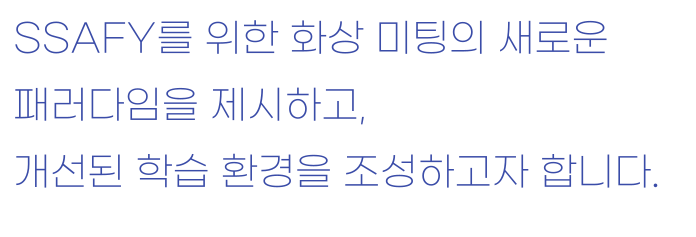 SSAFY를 위한 화상 미팅의 새로운
패러다임을 제시하고,
개선된 학습 환경을 조성하고자 합니다.